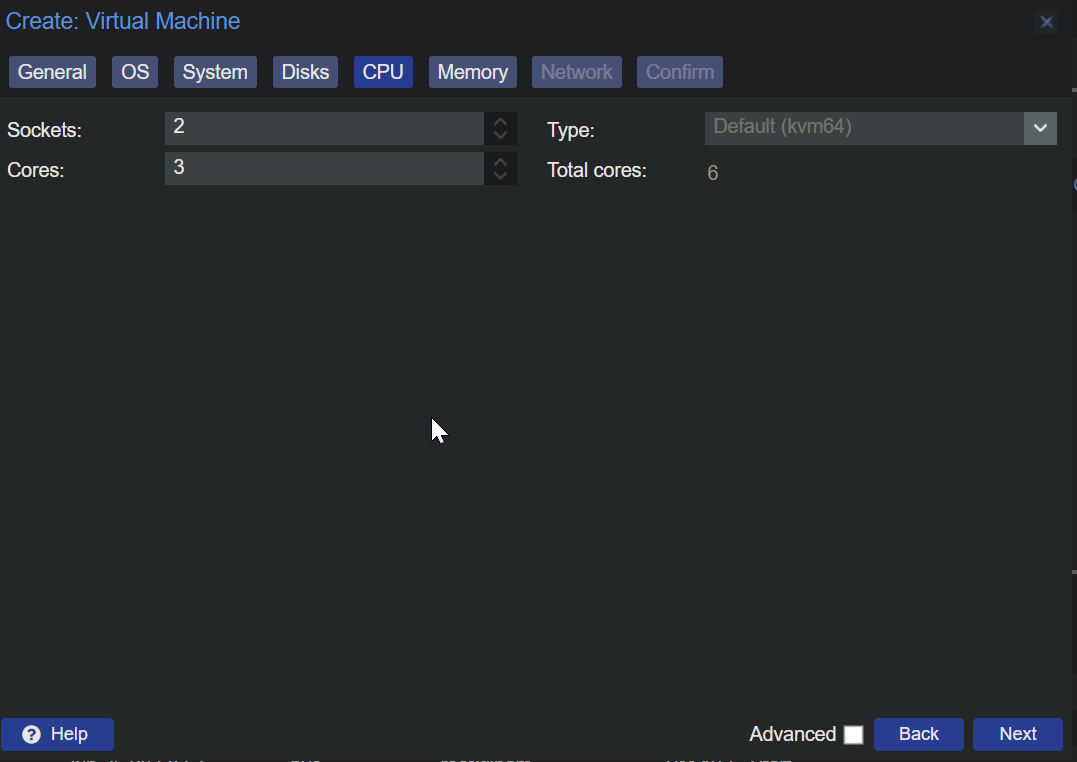 Create: Virtual Machine
General OS System Disks CPU Memory Network Confirm
Sockets: 2 Type: Default (kvm64)
Cores: 3 Total cores: 6
? Help Advanced Back Next